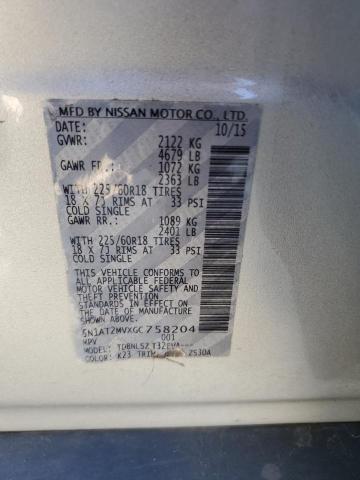 MFD BY NISSAN MOTOR CO., LTD.
DATE: 10/15
GVWR: 2122 KG
4679 LB
GAWR FR.: 1072 KG
2363 LB
WITH 225/60R18 TIRES
18 X 7J RIMS AT 33 PSI
COLD SINGLE
GAWR RR.: 1089 KG
2401 LB
WITH 225/60R18 TIRES
18 X 7J RIMS AT 33 PSI
COLD SINGLE
THIS VEHICLE CONFORMS TO
ALL APPLICABLE FEDERAL
MOTOR VEHICLE SAFETY
STANDARDS IN EFFECT ON
THE DATE OF MANUFACTURE
SHOWN ABOVE.
5N1AT2MVXGC758204
MPV 001
MODEL:
COLOR: K23 TRIM: